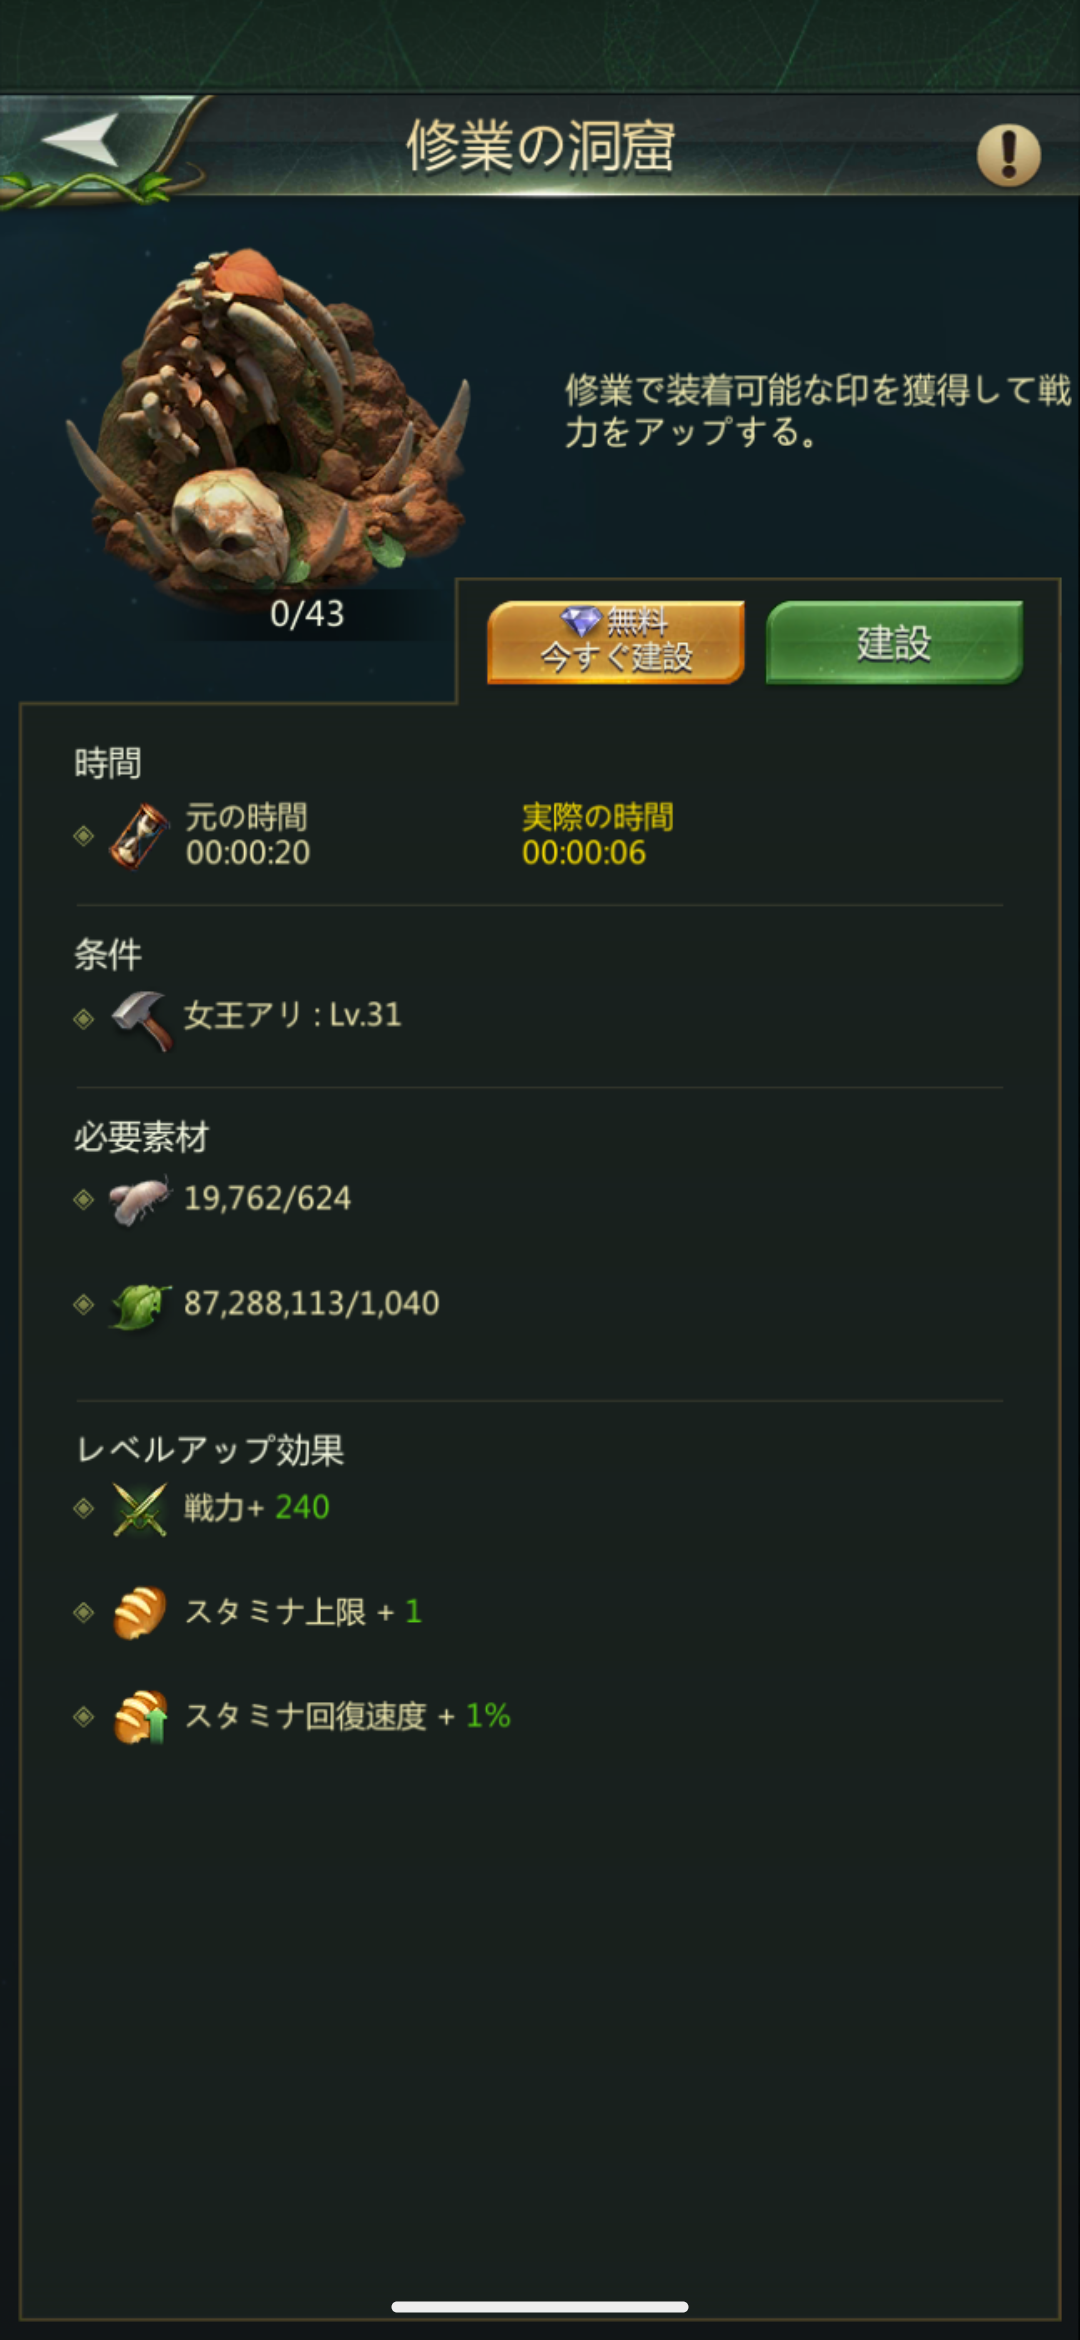 修業の洞窟
修業で装着可能な印を獲得して戦
力をアップする。
0/43
無料
今すぐ建設
建設
時間
元の時間
00:00:20
実際の時間
00:00:06
条件
女王アリ : Lv.31
必要素材
19,762/624
87,288,113/1,040
レベルアップ効果
戦力+ 240
スタミナ上限 + 1
スタミナ回復速度 + 1%